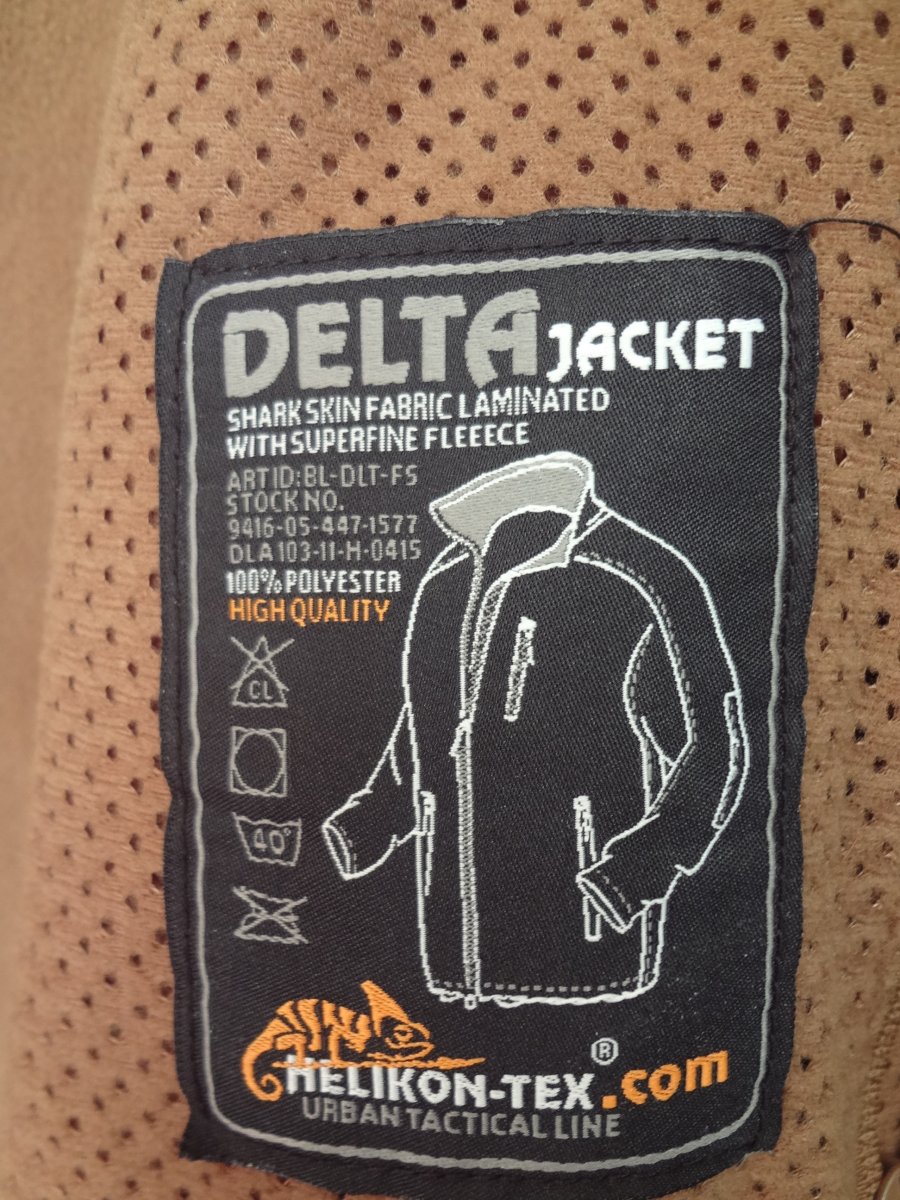 DELTA JACKET
SHARK SKIN FABRIC LAMINATED
WITH SUPERFINE FLEEECE
ART ID: BL-DLT-FS
STOCK NO.
9416-05-447-1577
DLA 103-11-H-0415
100% POLYESTER
HIGH QUALITY
CL
40°
HELIKON-TEX®.com
URBAN TACTICAL LINE